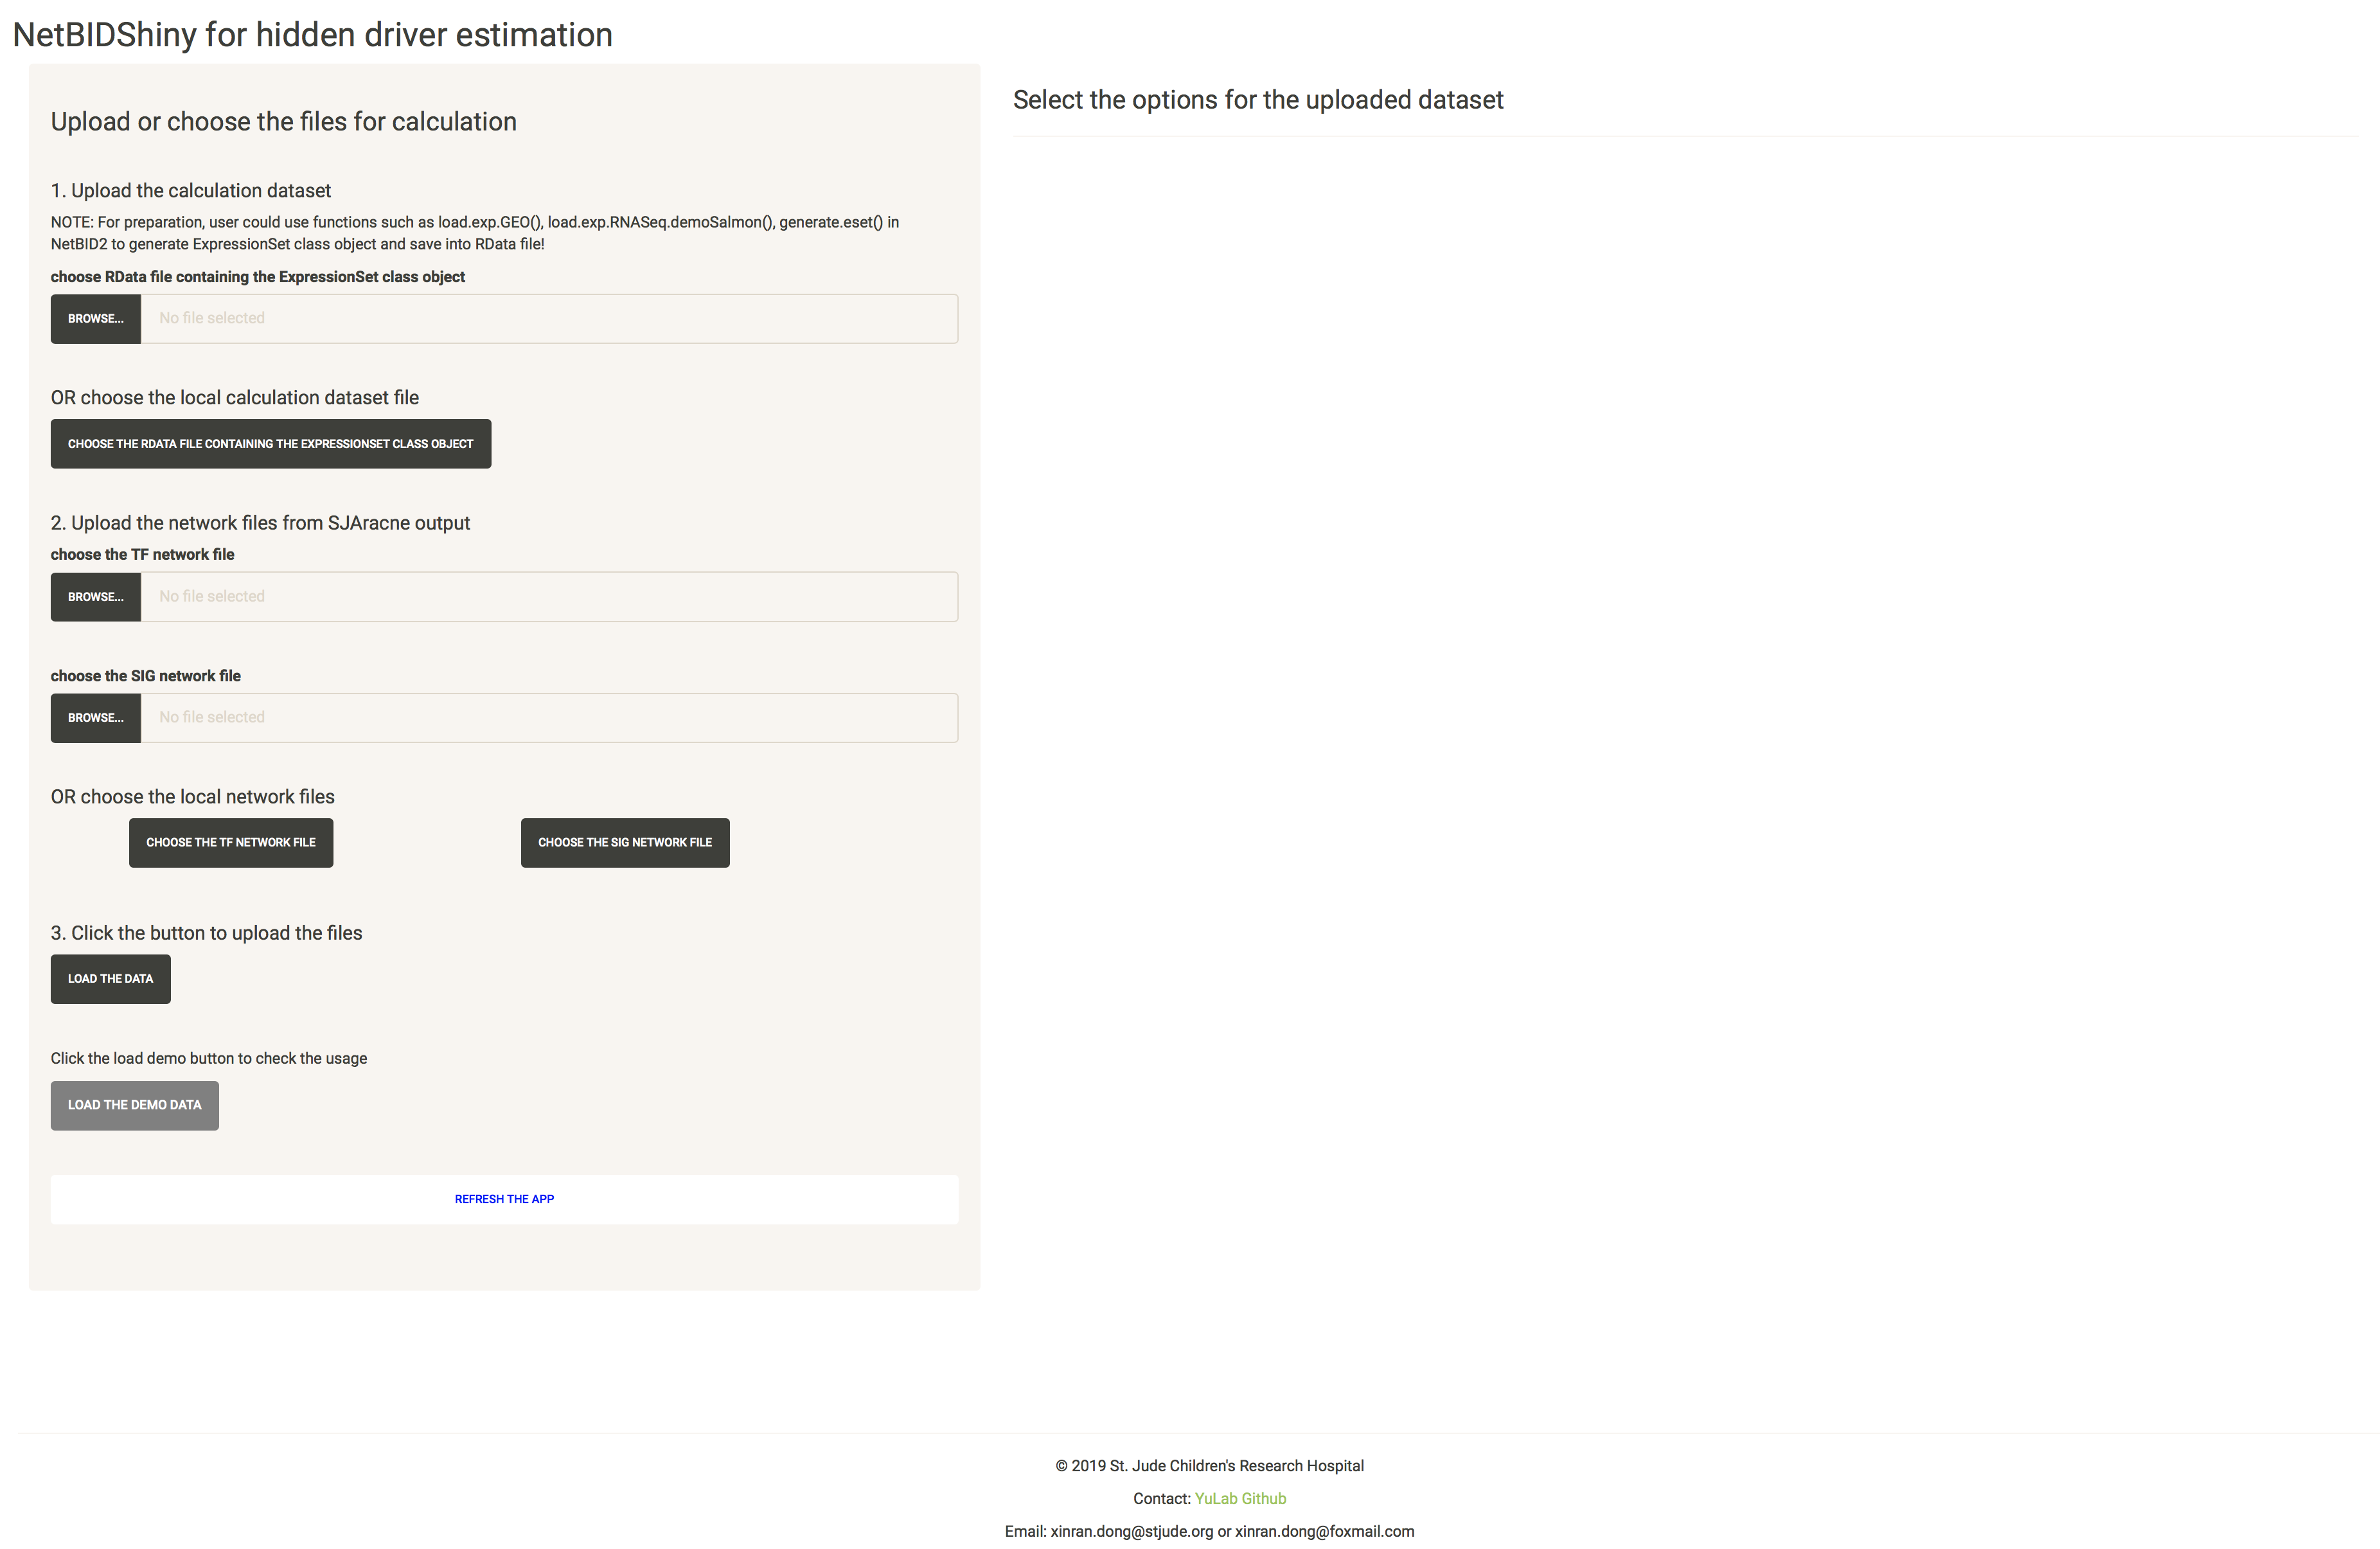 NetBIDShiny for hidden driver estimation
Upload or choose the files for calculation
1. Upload the calculation dataset
NOTE: For preparation, user could use functions such as load.exp.GEO(), load.exp.RNASeq.demoSalmon(), generate.eset() in
NetBID2 to generate ExpressionSet class object and save into RData file!
choose RData file containing the ExpressionSet class object
BROWSE... No file selected
OR choose the local calculation dataset file
CHOOSE THE RDATA FILE CONTAINING THE EXPRESSIONSET CLASS OBJECT
2. Upload the network files from SJAracne output
choose the TF network file
BROWSE... No file selected
choose the SIG network file
BROWSE... No file selected
OR choose the local network files
CHOOSE THE TF NETWORK FILE CHOOSE THE SIG NETWORK FILE
3. Click the button to upload the files
LOAD THE DATA
Click the load demo button to check the usage
LOAD THE DEMO DATA
REFRESH THE APP
Select the options for the uploaded dataset
© 2019 St. Jude Children's Research Hospital
Contact: YuLab Github
Email: xinran.dong@stjude.org or xinran.dong@foxmail.com